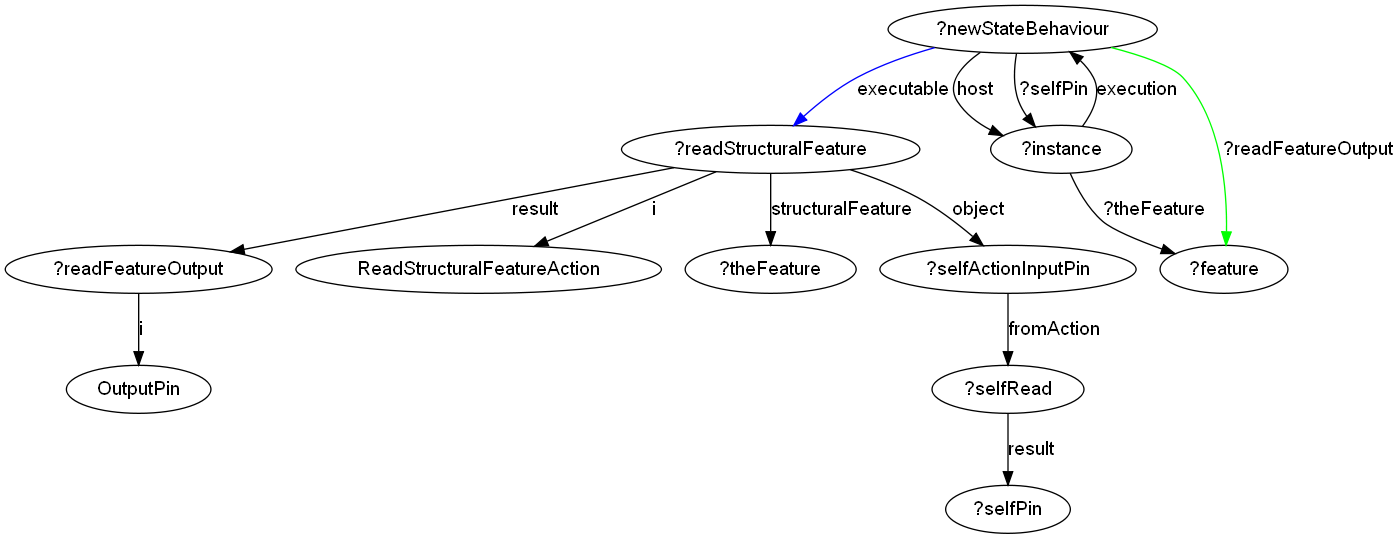 ?newStateBehaviour
executable
host
?selfPin
execution
?readFeatureOutput
?readStructuralFeature
?instance
result
i
structuralFeature
object
?theFeature
?readFeatureOutput
ReadStructuralFeatureAction
?theFeature
?selfActionInputPin
?feature
i
fromAction
OutputPin
?selfRead
result
?selfPin